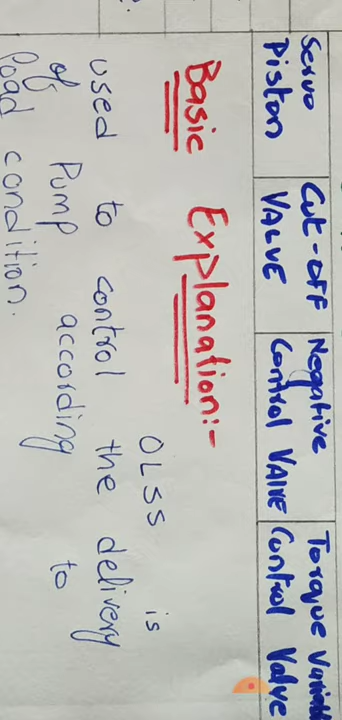 Servo Piston
Cut-off VALVE
Negative Control VAlVE
Torque Variable Control Valve
Basic Explanation:-
OLSS is
used to control the delivery
of Pump according to
load condition.